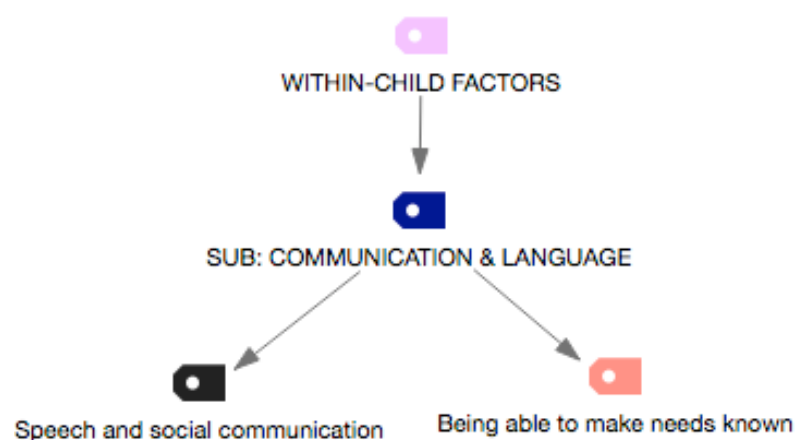 WITHIN-CHILD FACTORS
SUB: COMMUNICATION & LANGUAGE
Speech and social communication
Being able to make needs known